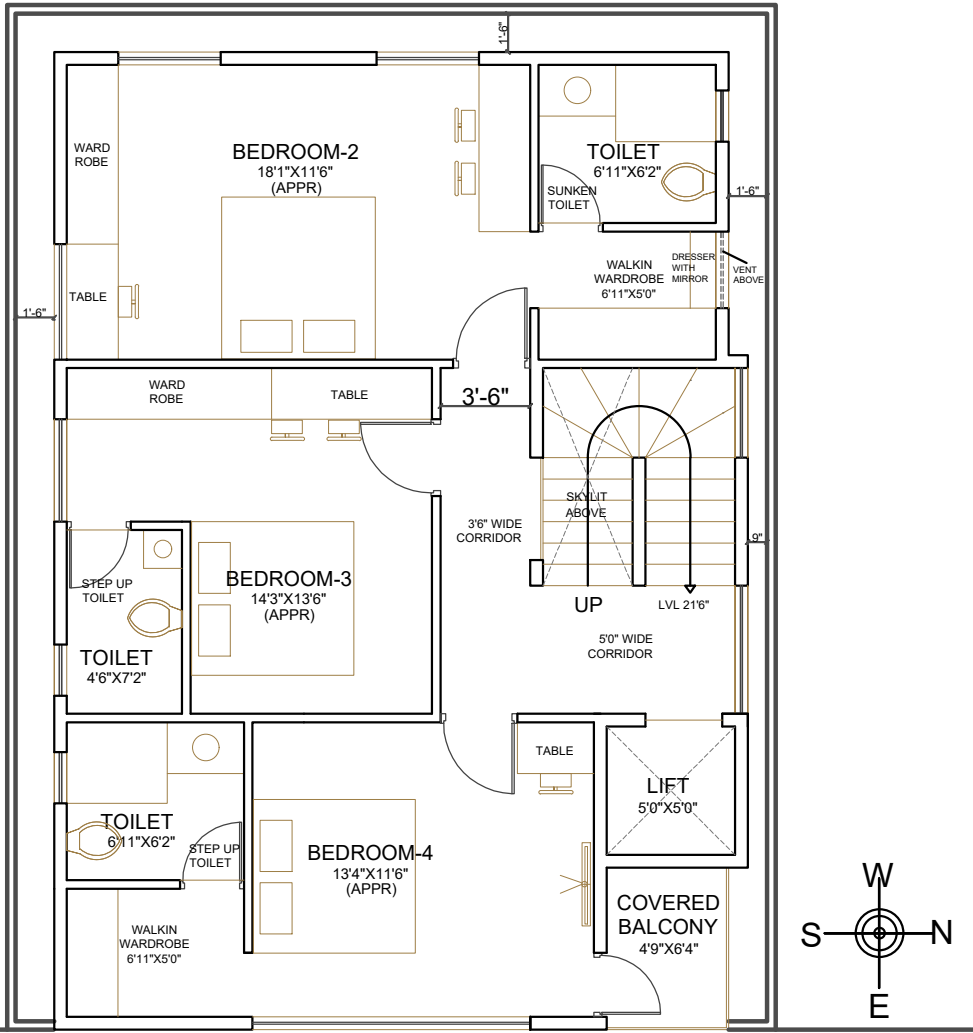 1'-6"
BEDROOM-2
18'1"X11'6"
(APPR)
WARD
ROBE
TABLE
1'-6"
TOILET
6'11"X6'2"
SUNKEN
TOILET
1'-6"
WALKIN
WARDROBE
6'11"X5'0"
DRESSER
WITH
MIRROR
VENT
ABOVE
WARD
ROBE
TABLE
3'-6"
SKYLIT
ABOVE
3'6" WIDE
CORRIDOR
9"
UP
LVL 21'6"
5'0" WIDE
CORRIDOR
BEDROOM-3
14'3"X13'6"
(APPR)
STEP UP
TOILET
TOILET
4'6"X7'2"
TABLE
LIFT
5'0"X5'0"
TOILET
6'11"X6'2"
STEP UP
TOILET
BEDROOM-4
13'4"X11'6"
(APPR)
WALKIN
WARDROBE
6'11"X5'0"
COVERED
BALCONY
4'9"X6'4"
W
S
N
E